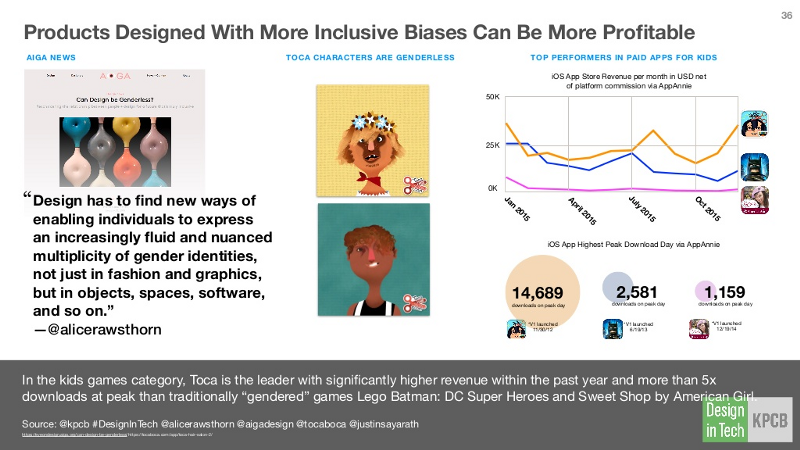 36
Products Designed With More Inclusive Biases Can Be More Profitable
AIGA NEWS
TOCA CHARACTERS ARE GENDERLESS
TOP PERFORMERS IN PAID APPS FOR KIDS
AIGA
Can Design be Genderless?
iOS App Store Revenue per month in USD net
of platform commission via AppAnnie
50K
25K
0K
Jan 2015
April 2015
July 2015
Oct 2015
“Design has to find new ways of
enabling individuals to express
an increasingly fluid and nuanced
multiplicity of gender identities,
not just in fashion and graphics,
but in objects, spaces, software,
and so on.”
—@alicerawsthorn
iOS App Highest Peak Download Day via AppAnnie
14,689
downloads on peak day
2,581
downloads on peak day
1,159
downloads on peak day
*V1 launched
11/30/12
*V1 launched
6/13/13
*V1 launched
12/19/14
In the kids games category, Toca is the leader with significantly higher revenue within the past year and more than 5x
downloads at peak than traditionally “gendered” games Lego Batman: DC Super Heroes and Sweet Shop by American Girl.
Source: @kpcb #DesignInTech @alicerawsthorn @aigadesign @tocaboca @justinsayarath
Design
in Tech
KPCB